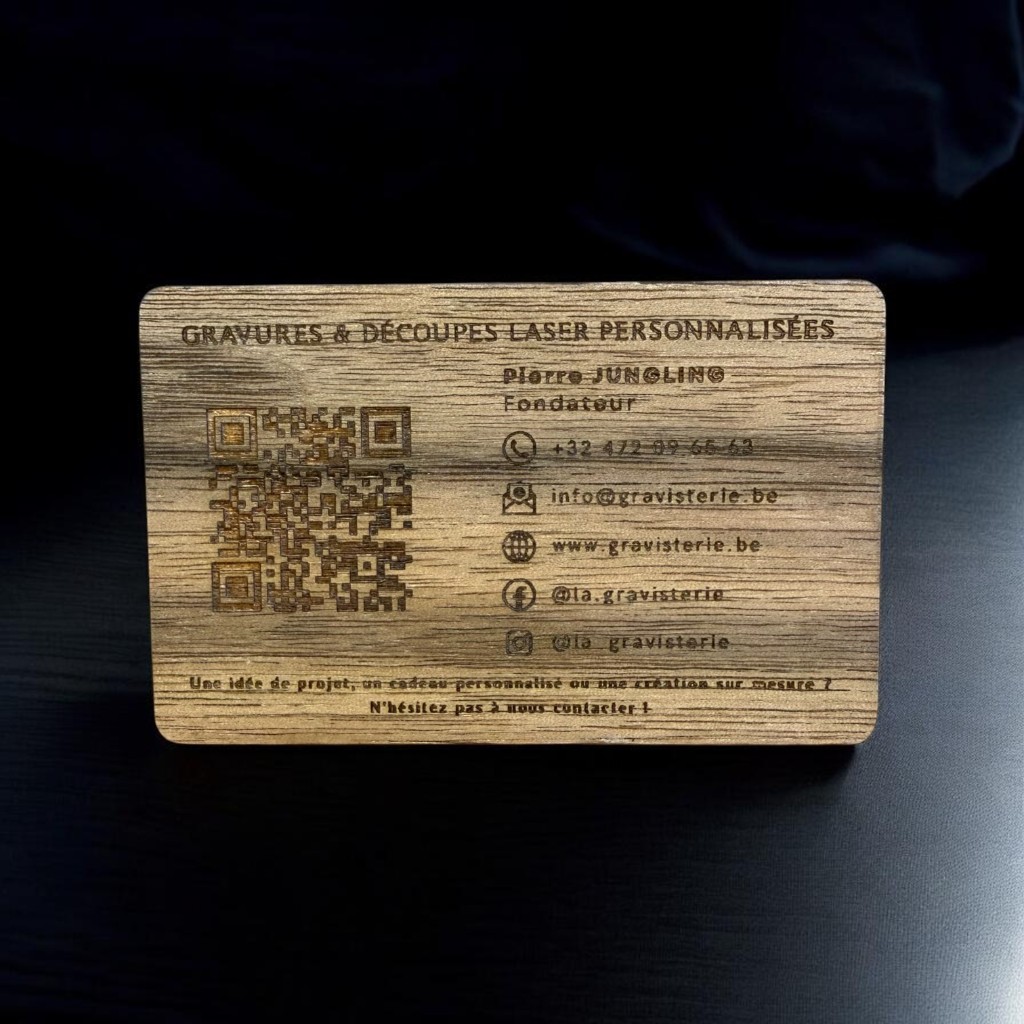 GRAVURES & DÉCOUPES LASER PERSONNALISÉES
Pierre JUNGLING
Fondateur
+32 472 99 65 63
info@gravisterie.be
www.gravisterie.be
@la.gravisterie
@la_gravisterie
Une idée de projet, un cadeau personnalisé ou une création sur mesure ?
N'hésitez pas à nous contacter !